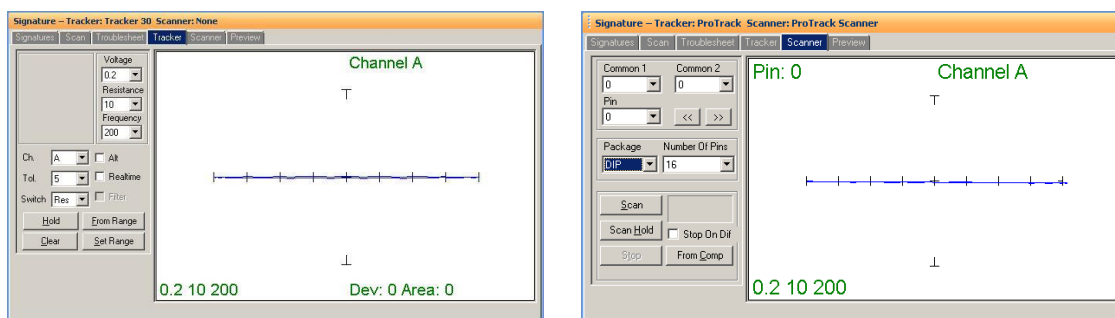 Signature – Tracker: Tracker 30 Scanner: None
Signatures Scan Troublesheet Tracker Scanner Preview
Voltage
0.2
Resistance
10
Frequency
200
Ch. A Alt
Tol. 5 Realtime
Switch Res Filter
Hold From Range
Clear Set Range
Channel A
0.2 10 200 Dev: 0 Area: 0
Signature – Tracker: ProTrack Scanner: ProTrack Scanner
Signatures Scan Troublesheet Tracker Scanner Preview
Common 1 Common 2
0 0
Pin
0 << >>
Package Number Of Pins
DIP 16
Scan
Scan Hold Stop On Dif
Stop From Comp
Pin: 0 Channel A
0.2 10 200